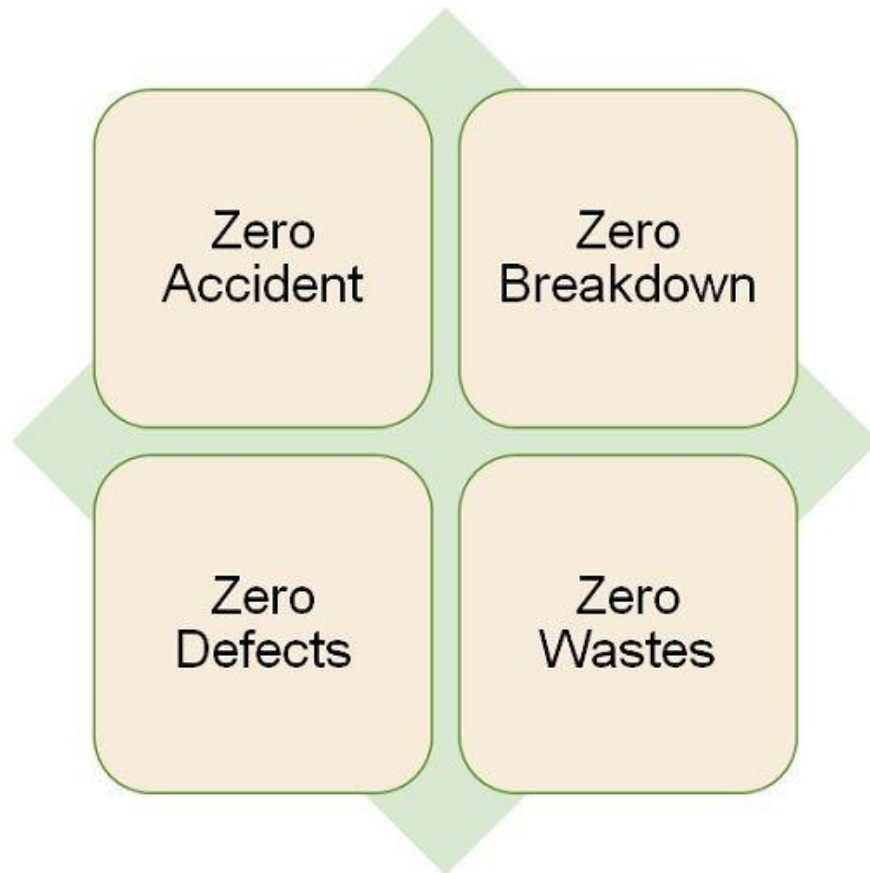 Zero
Accident
Zero
Breakdown
Zero
Defects
Zero
Wastes